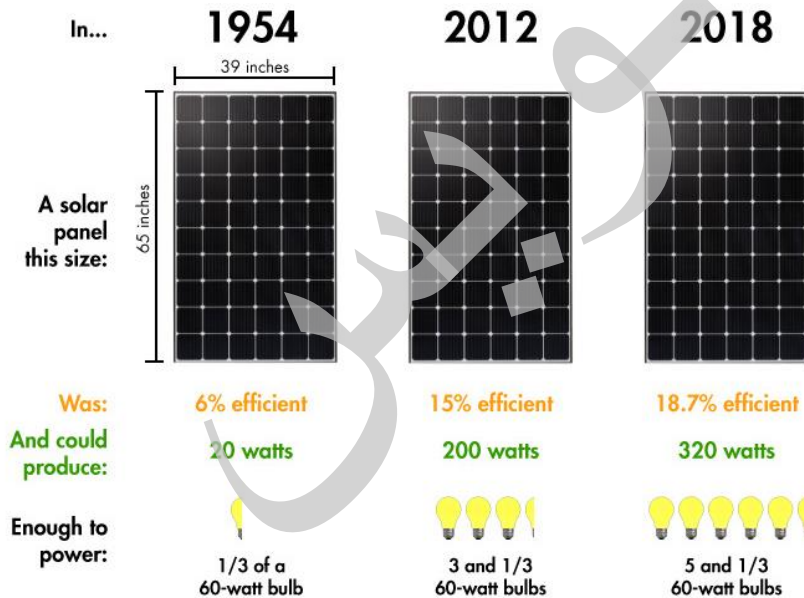 In... 1954 2012 2018
39 inches
65 inches
A solar
panel
this size:
Was: 6% efficient 15% efficient 18.7% efficient
And could
produce: 20 watts 200 watts 320 watts
Enough to
power:
1/3 of a 3 and 1/3 5 and 1/3
60-watt bulb 60-watt bulbs 60-watt bulbs